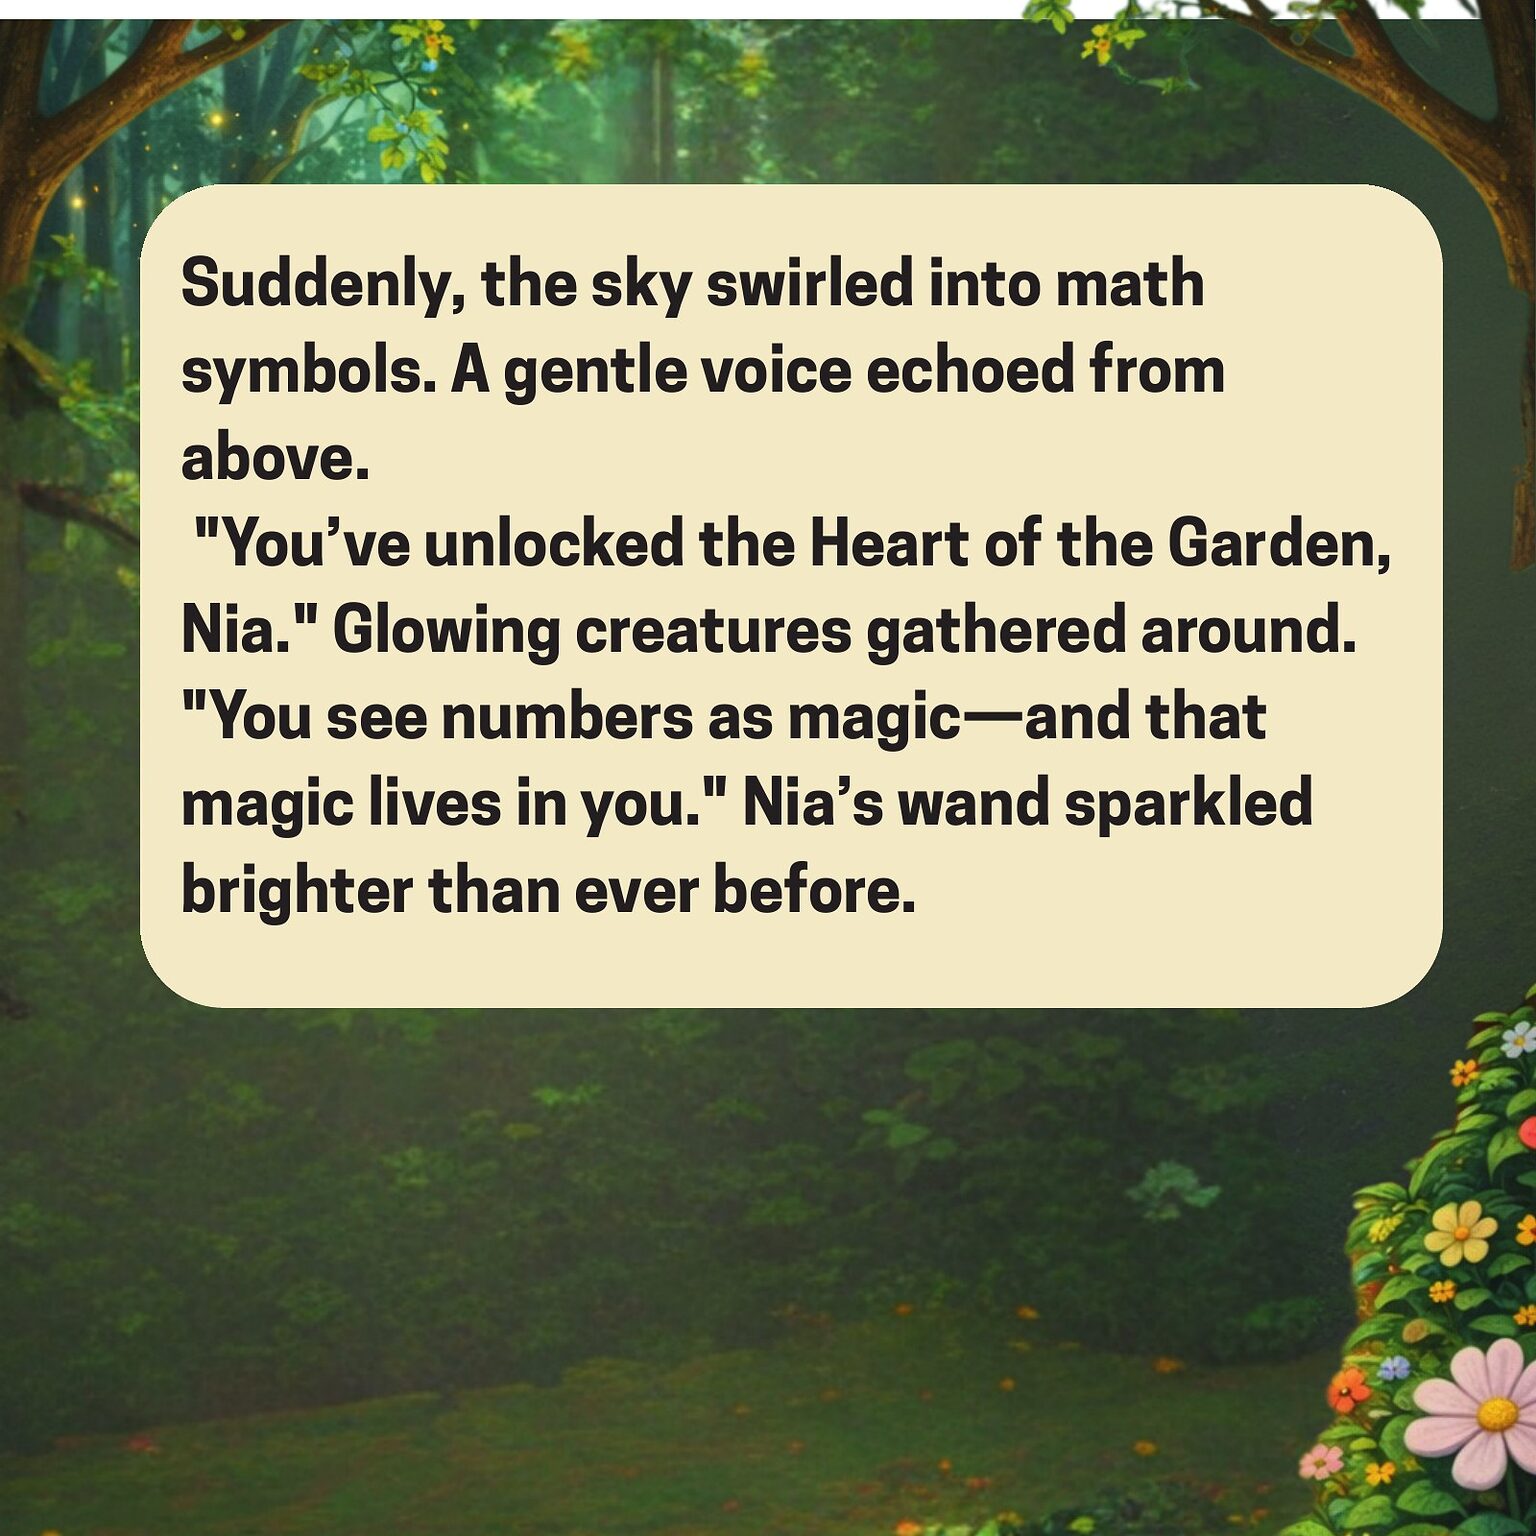 Suddenly, the sky swirled into math
symbols. A gentle voice echoed from
above.
"You’ve unlocked the Heart of the Garden,
Nia." Glowing creatures gathered around.
"You see numbers as magic—and that
magic lives in you." Nia’s wand sparkled
brighter than ever before.